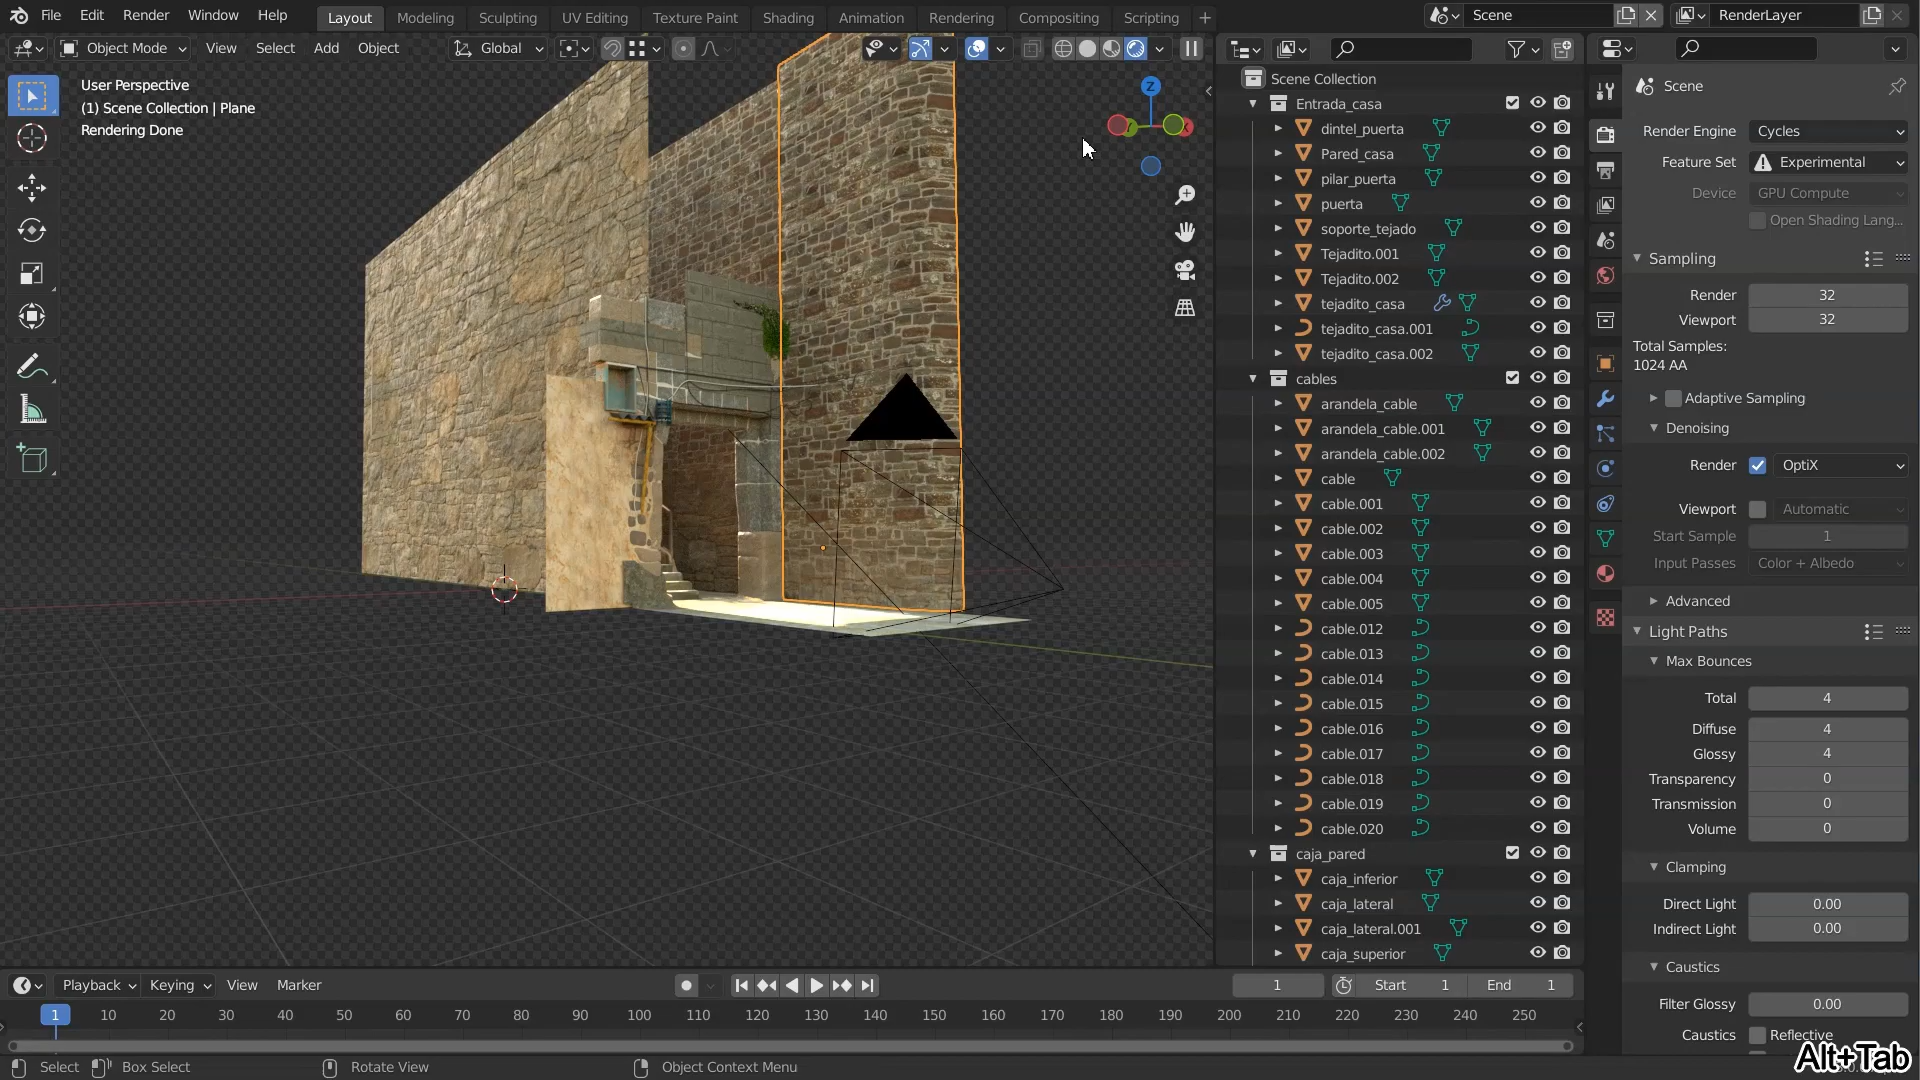 File Edit Render Window Help Layout Modeling Sculpting UV Editing Texture Paint Shading Animation Rendering Compositing Scripting + Scene RenderLayer
Object Mode View Select Add Object Global
User Perspective
(1) Scene Collection | Plane
Rendering Done
Z
Scene Collection
Entrada_casa
dintel_puerta
Pared_casa
pilar_puerta
puerta
soporte_tejado
Tejadito.001
Tejadito.002
tejadito_casa
tejadito_casa.001
tejadito_casa.002
cables
arandela_cable
arandela_cable.001
arandela_cable.002
cable
cable.001
cable.002
cable.003
cable.004
cable.005
cable.012
cable.013
cable.014
cable.015
cable.016
cable.017
cable.018
cable.019
cable.020
caja_pared
caja_inferior
caja_lateral
caja_lateral.001
caja_superior
Scene
Render Engine Cycles
Feature Set Experimental
Device GPU Compute
Open Shading Lang...
Sampling
Render 32
Viewport 32
Total Samples:
1024 AA
Adaptive Sampling
Denoising
Render OptiX
Viewport Automatic
Start Sample 1
Input Passes Color + Albedo
Advanced
Light Paths
Max Bounces
Total 4
Diffuse 4
Glossy 4
Transparency 0
Transmission 0
Volume 0
Clamping
Direct Light 0.00
Indirect Light 0.00
Caustics
Filter Glossy 0.00
Caustics Reflective
Playback Keying View Marker 1 Start 1 End 1
1 10 20 30 40 50 60 70 80 90 100 110 120 130 140 150 160 170 180 190 200 210 220 230 240 250
Select Box Select Rotate View Object Context Menu
Alt+Tab